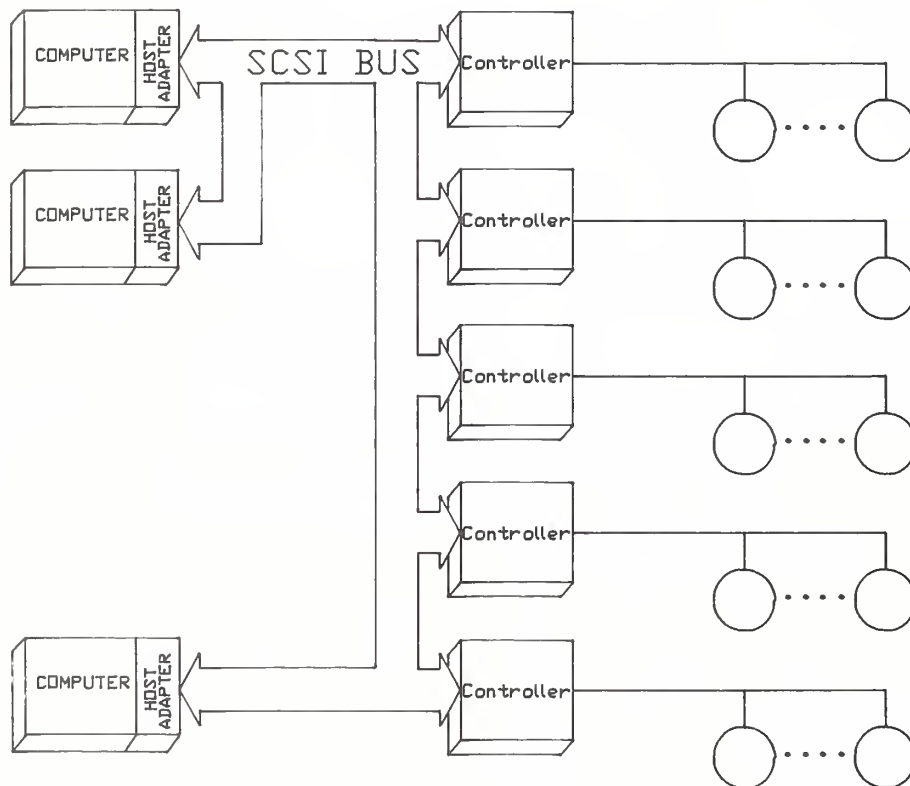 COMPUTER
HOST
ADAPTER
SCSI BUS
Controller
COMPUTER
HOST
ADAPTER
Controller
Controller
Controller
COMPUTER
HOST
ADAPTER
Controller